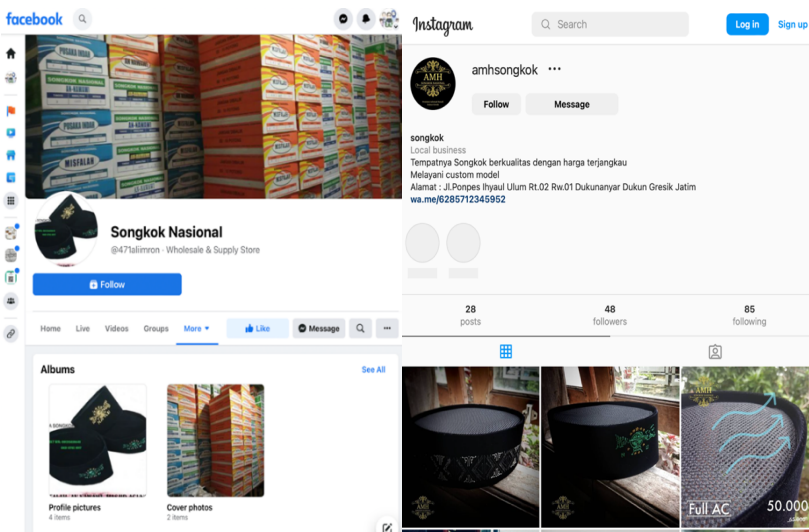 facebook
Songkok Nasional
@471alimron · Wholesale & Supply Store
Follow
Home
Live
Videos
Groups
More
Like
Message
Albums
See All
Profile pictures
4 items
Cover photos
2 items
Instagram
Search
Log in
Sign up
AMH
amhsongkok
Follow
Message
songkok
Local business
Tempatnya Songkok berkualitas dengan harga terjangkau
Melayani custom model
Alamat : Jl.Ponpes Ihyaul Ulum Rt.02 Rw.01 Dukunanyar Dukun Gresik Jatim
wa.me/6285712345952
28
posts
48
followers
85
following
AMH
AMH
AMH
Full AC
50.000